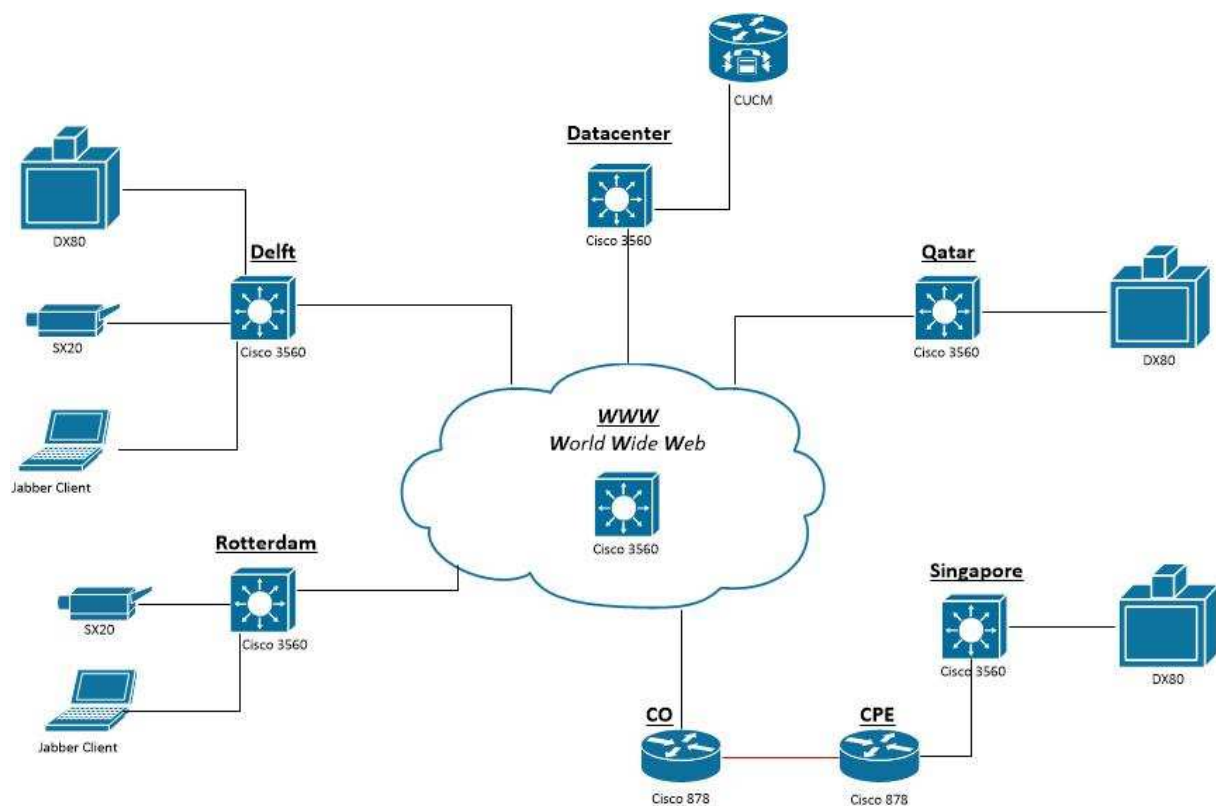 CUCM
Datacenter
Cisco 3560
DX80
Delft
SX20
Cisco 3560
Jabber Client
Qatar
Cisco 3560
DX80
WWW
World Wide Web
Cisco 3560
Rotterdam
SX20
Cisco 3560
Jabber Client
Singapore
Cisco 3560
DX80
CO
Cisco 878
CPE
Cisco 878